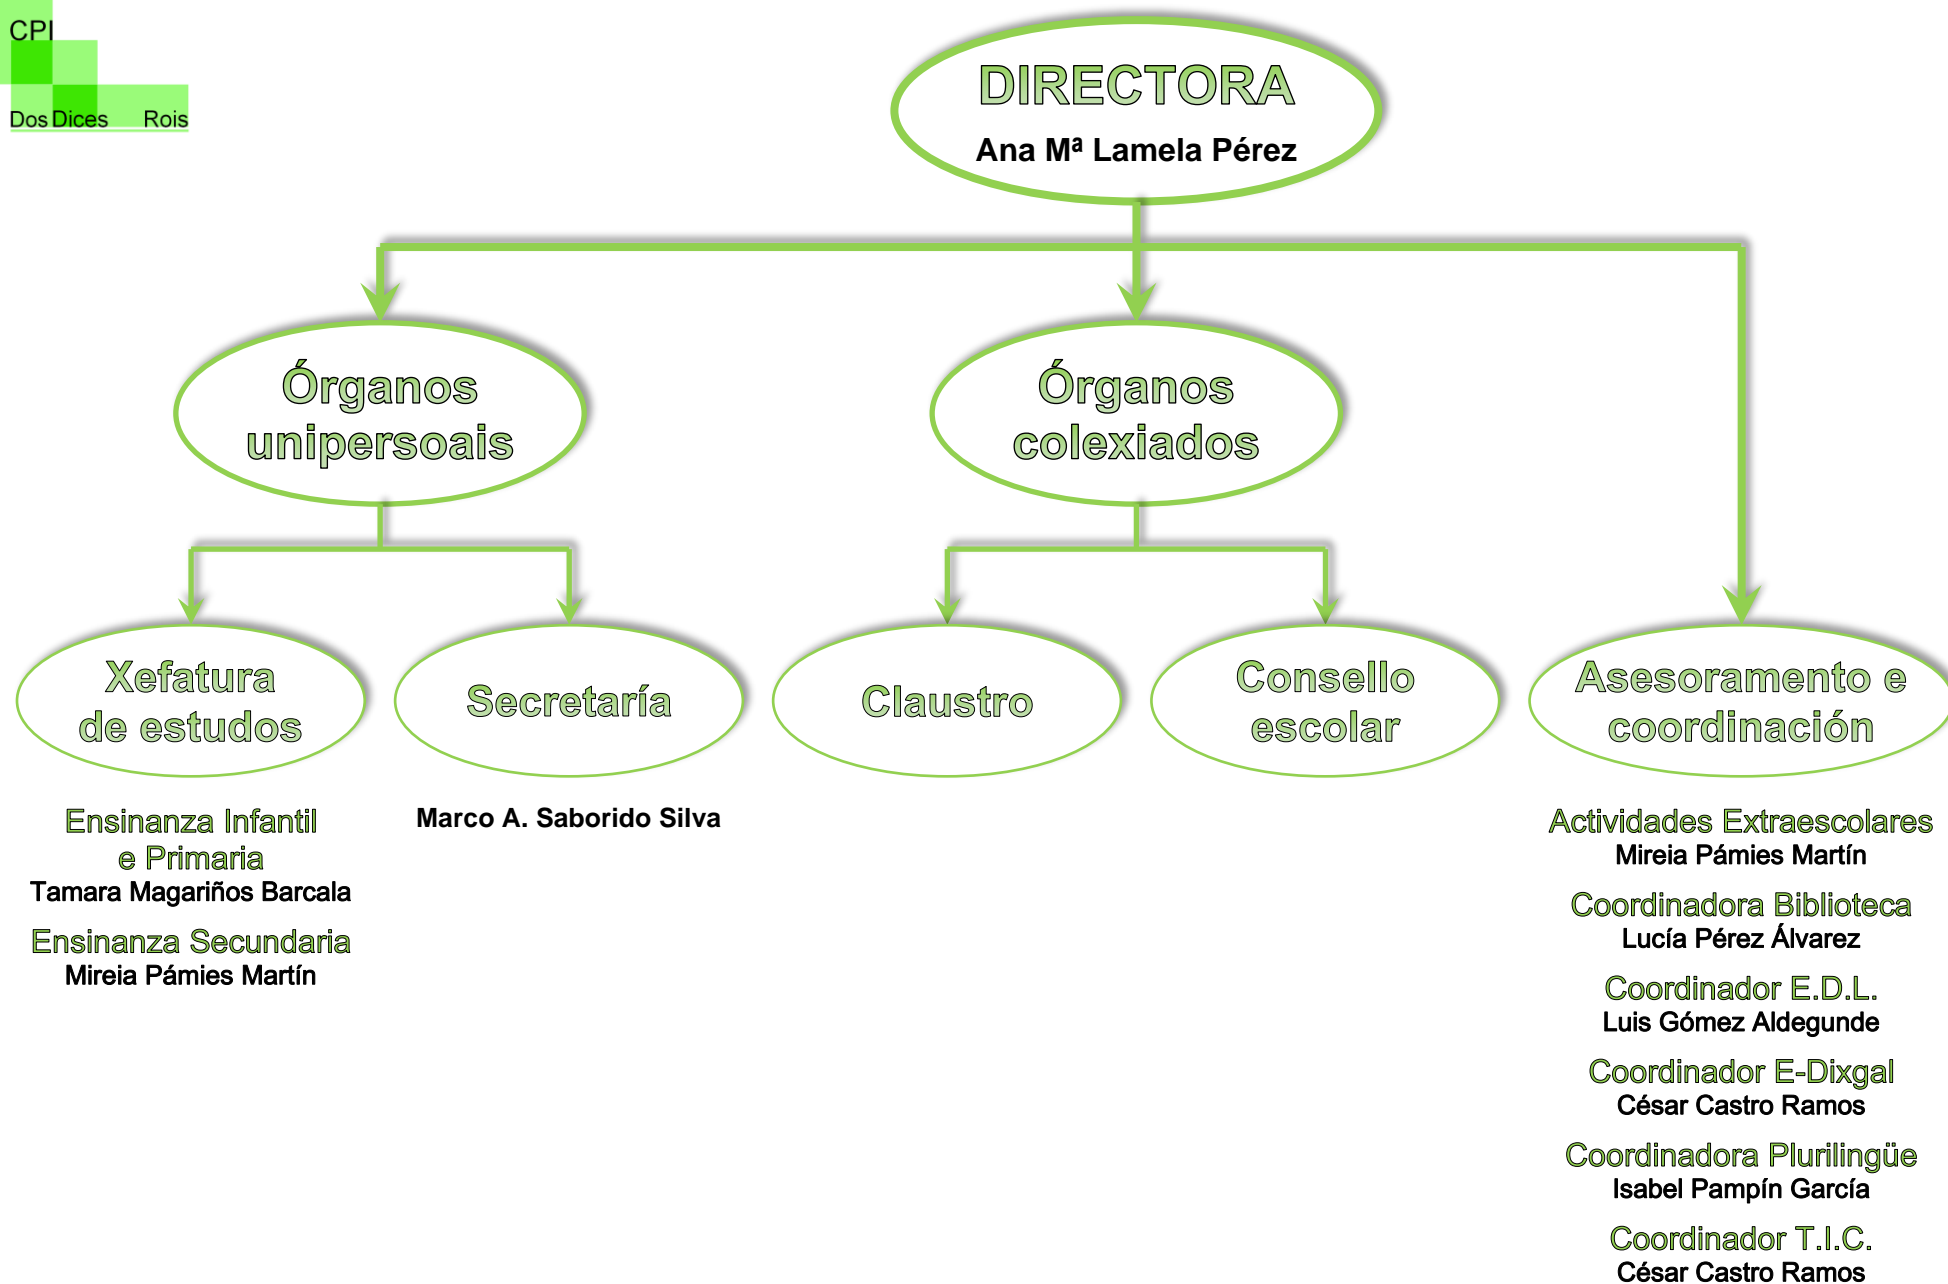 CPI
Dos Dices Rois
DIRECTORA
Ana Mª Lamela Pérez
Órganos
unipersoais
Órganos
colexiados
Xefatura
de estudos
Secretaría
Claustro
Consello
escolar
Asesoramento e
coordinación
Ensinanza Infantil
e Primaria
Tamara Magariños Barcala
Ensinanza Secundaria
Mireia Pámies Martín
Marco A. Saborido Silva
Actividades Extraescolares
Mireia Pámies Martín
Coordinadora Biblioteca
Lucía Pérez Álvarez
Coordinador E.D.L.
Luis Gómez Aldegunde
Coordinador E-Dixgal
César Castro Ramos
Coordinadora Plurilingüe
Isabel Pampín García
Coordinador T.I.C.
César Castro Ramos